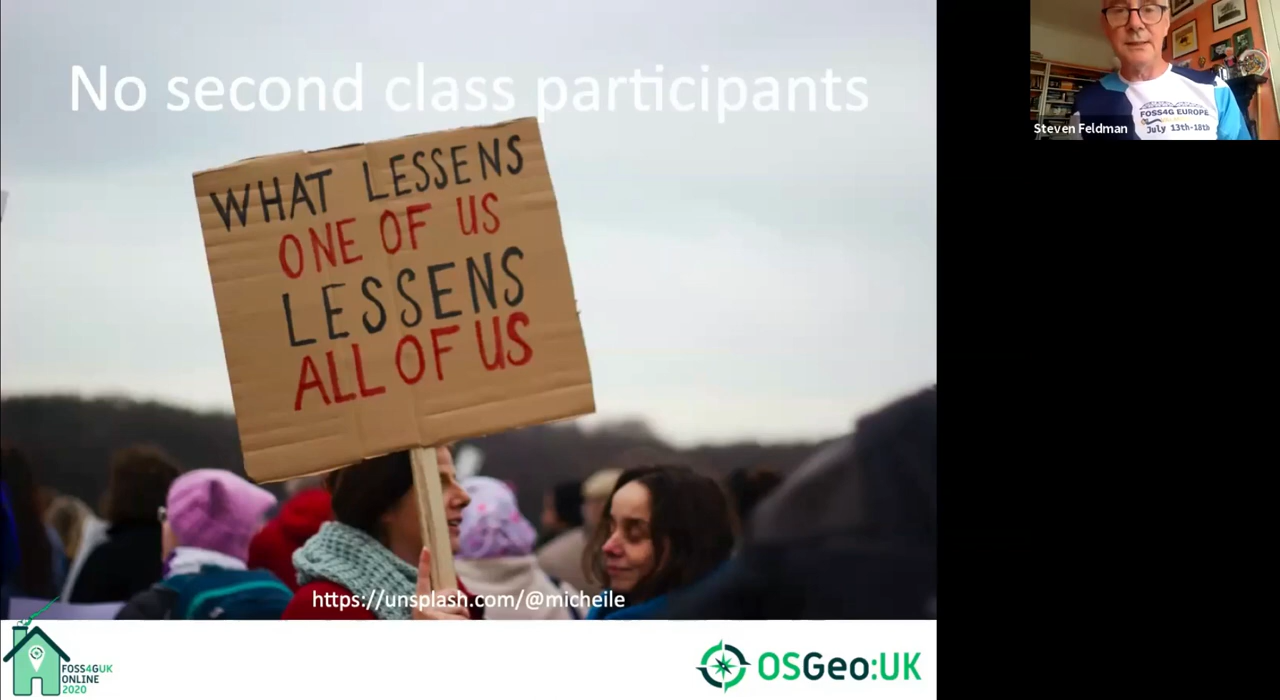 No second class participants
WHAT LESSENS
ONE OF US
LESSENS
ALL OF US
https://unsplash.com/@micheile
FOSS4GUK
ONLINE
2020
OSGeo:UK
Steven Feldman
FOSS4G EUROPE
July 13th-18th